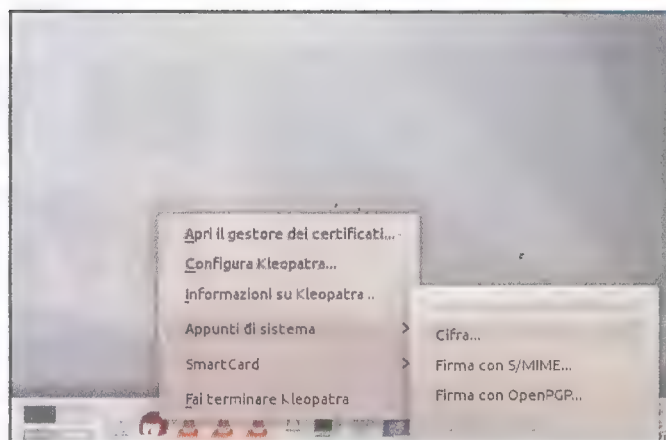 Apri il gestore dei certificati...
Configura Kleopatra...
Informazioni su Kleopatra ..
Appunti di sistema
SmartCard
Fai terminare Kleopatra
Cifra...
Firma con S/MIME...
Firma con OpenPGP...